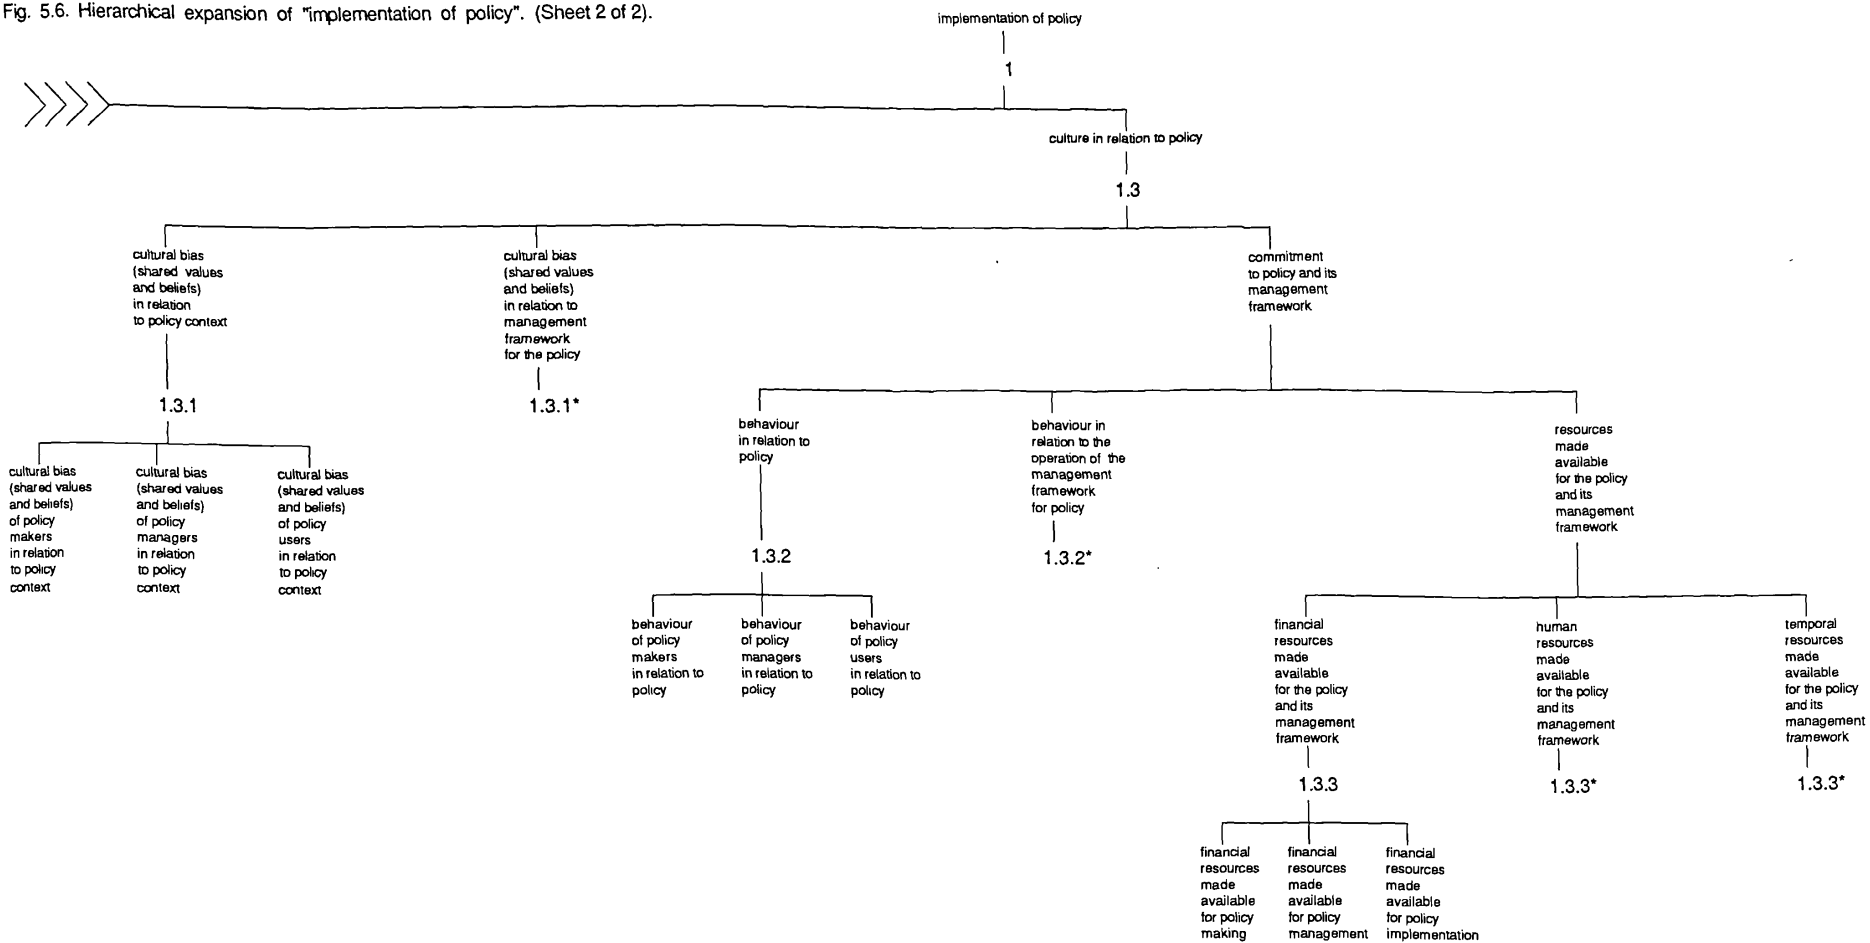 Fig. 5.6. Hierarchical expansion of "implementation of policy". (Sheet 2 of 2).
implementation of policy
1
culture in relation to policy
1.3
cultural bias
(shared values
and beliefs)
in relation
to policy context
cultural bias
(shared values
and beliefs)
in relation to
management
framework
for the policy
commitment
to policy and its
management
framework
1.3.1
1.3.1*
cultural bias
(shared values
and beliefs)
of policy
makers
in relation
to policy
context
cultural bias
(shared values
and beliefs)
of policy
managers
in relation
to policy
context
cultural bias
(shared values
and beliefs)
of policy
users
in relation
to policy
context
behaviour
in relation to
policy
behaviour in
relation to the
operation of the
management
framework
for policy
resources
made
available
for the policy
and its
management
framework
1.3.2
1.3.2*
behaviour
of policy
makers
in relation to
policy
behaviour
of policy
managers
in relation to
policy
behaviour
of policy
users
in relation to
policy
financial
resources
made
available
for the policy
and its
management
framework
human
resources
made
available
for the policy
and its
management
framework
temporal
resources
made
available
for the policy
and its
management
framework
1.3.3
1.3.3*
1.3.3*
financial
resources
made
available
for policy
making
financial
resources
made
available
for policy
management
financial
resources
made
available
for policy
implementation